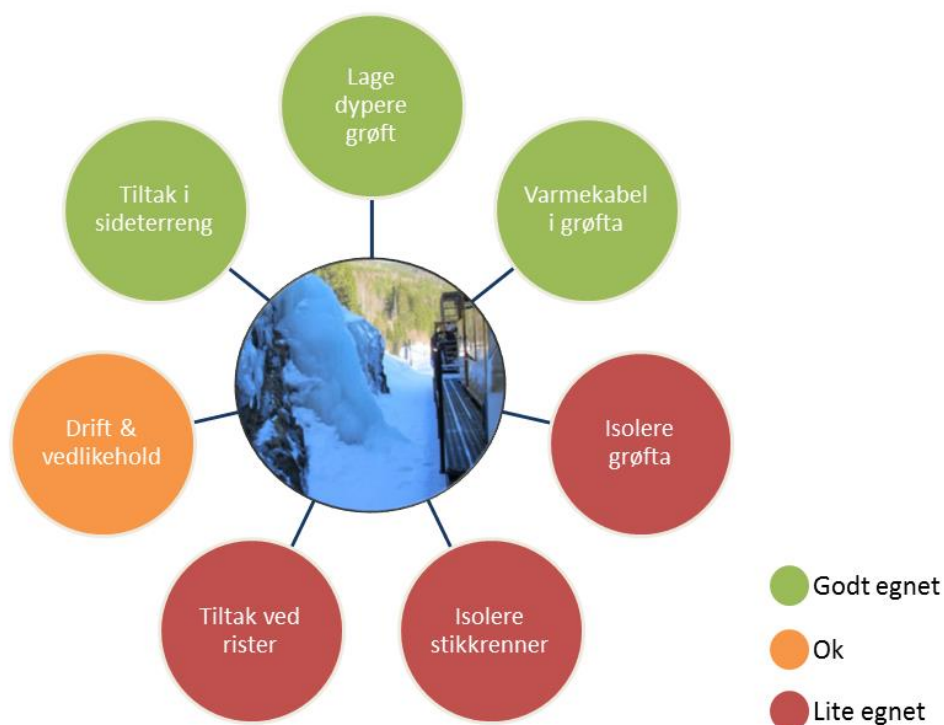 Lage
dypere
grøft
Varmekabel
i grøfta
Isolere
grøfta
Isolere
stikkrenner
Tiltak ved
rister
Drift &
vedlikehold
Tiltak i
sideterreng
Godt egnet
Ok
Lite egnet